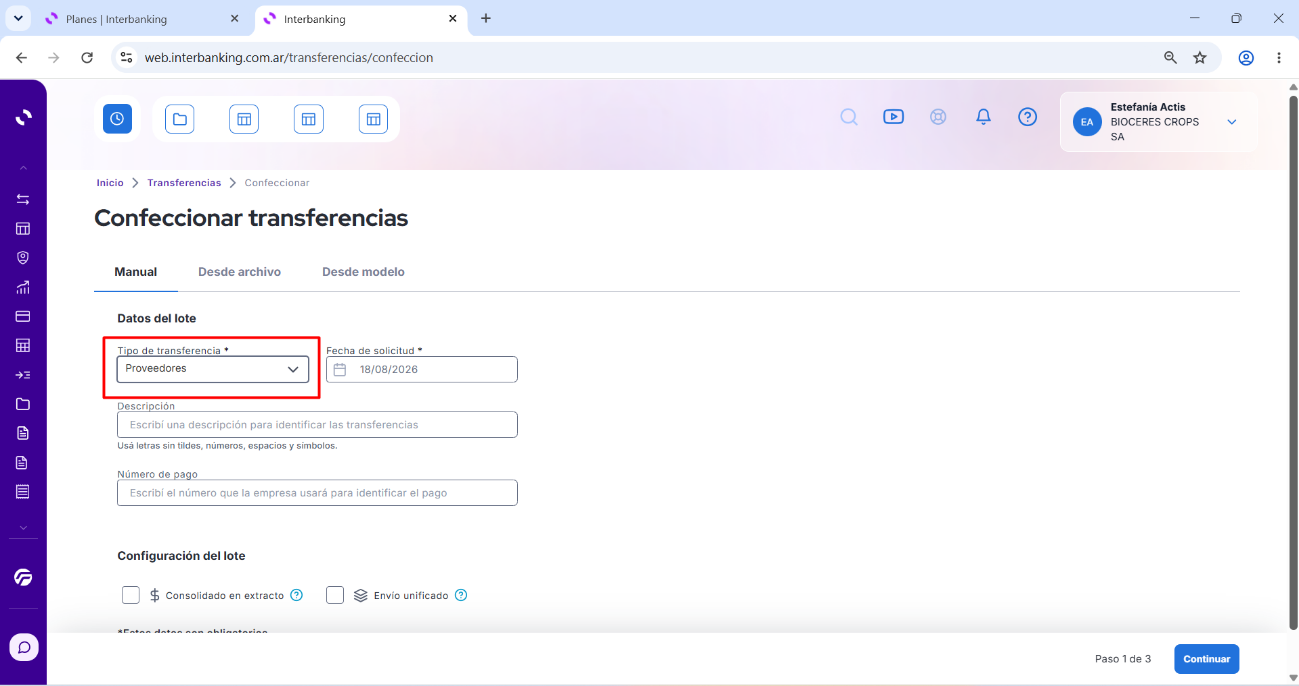 Planes | Interbanking
Interbanking
web.interbanking.com.ar/transferencias/confeccion
Estefanía Actis
EA
BIOCERES CROPS
SA
Inicio > Transferencias > Confeccionar
Confeccionar transferencias
Manual
Desde archivo
Desde modelo
Datos del lote
Tipo de transferencia *
Fecha de solicitud *
Proveedores
18/08/2026
Descripción
Escribí una descripción para identificar las transferencias
Usá letras sin tildes, números, espacios y símbolos.
Número de pago
Escribí el número que la empresa usará para identificar el pago
Configuración del lote
Consolidado en extracto
Envío unificado
*Estos datos son obligatorios
Paso 1 de 3
Continuar